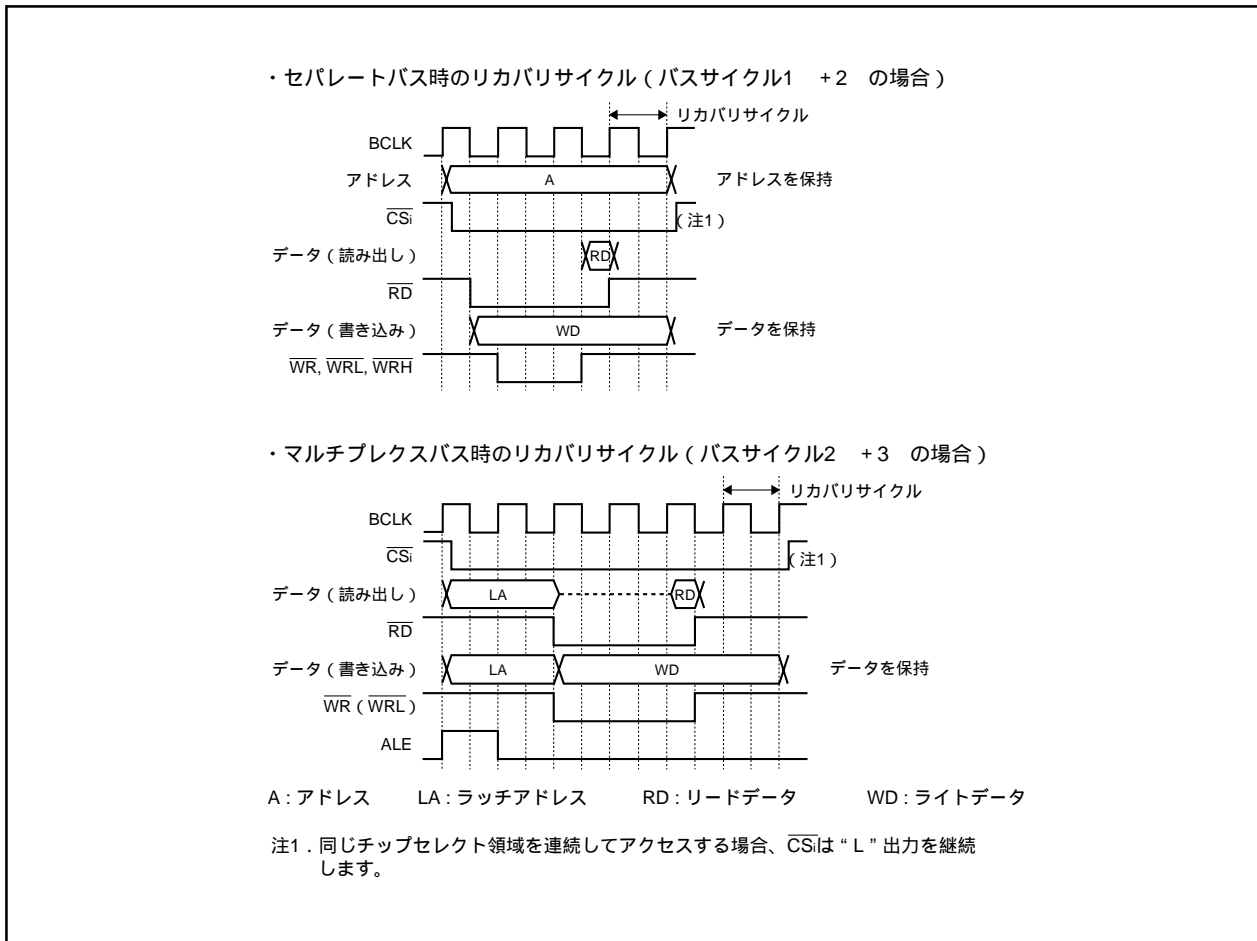 ・セパレートバス時のリカバリサイクル（バスサイクル1　+2　の場合）
リカバリサイクル
BCLK
アドレス
A
アドレスを保持
CSi
（注1）
データ（読み出し）
RD
RD
データ（書き込み）
WD
データを保持
WR, WRL, WRH
・マルチプレクスバス時のリカバリサイクル（バスサイクル2　+3　の場合）
リカバリサイクル
BCLK
CSi
（注1）
データ（読み出し）
LA
RD
RD
データ（書き込み）
LA
WD
データを保持
WR（WRL）
ALE
A : アドレス　LA : ラッチアドレス　RD : リードデータ　WD : ライトデータ
注1．同じチップセレクト領域を連続してアクセスする場合、CSiは“L”出力を継続
します。